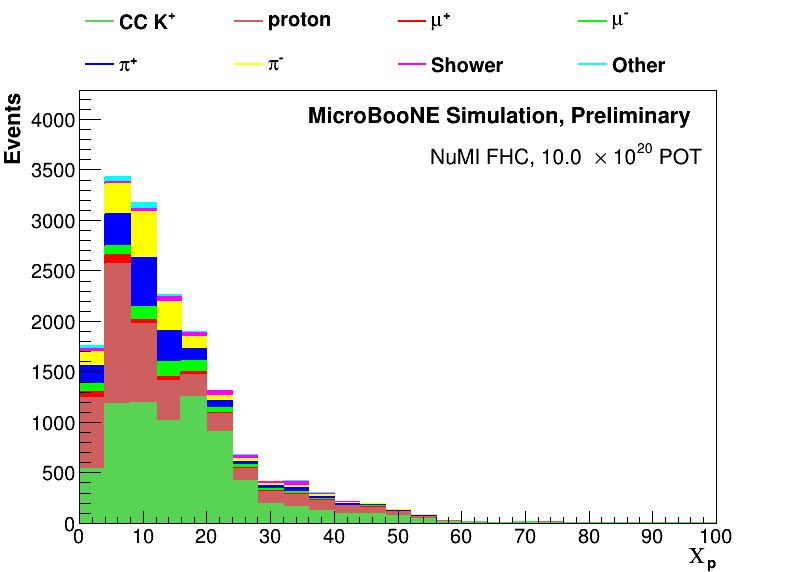 CC K⁺ proton μ⁺ μ⁻
π⁺ π⁻ Shower Other
MicroBooNE Simulation, Preliminary
NuMI FHC, 10.0 × 10²⁰ POT
Events
4000
3500
3000
2500
2000
1500
1000
500
0
0 10 20 30 40 50 60 70 80 90 100
Χₚ